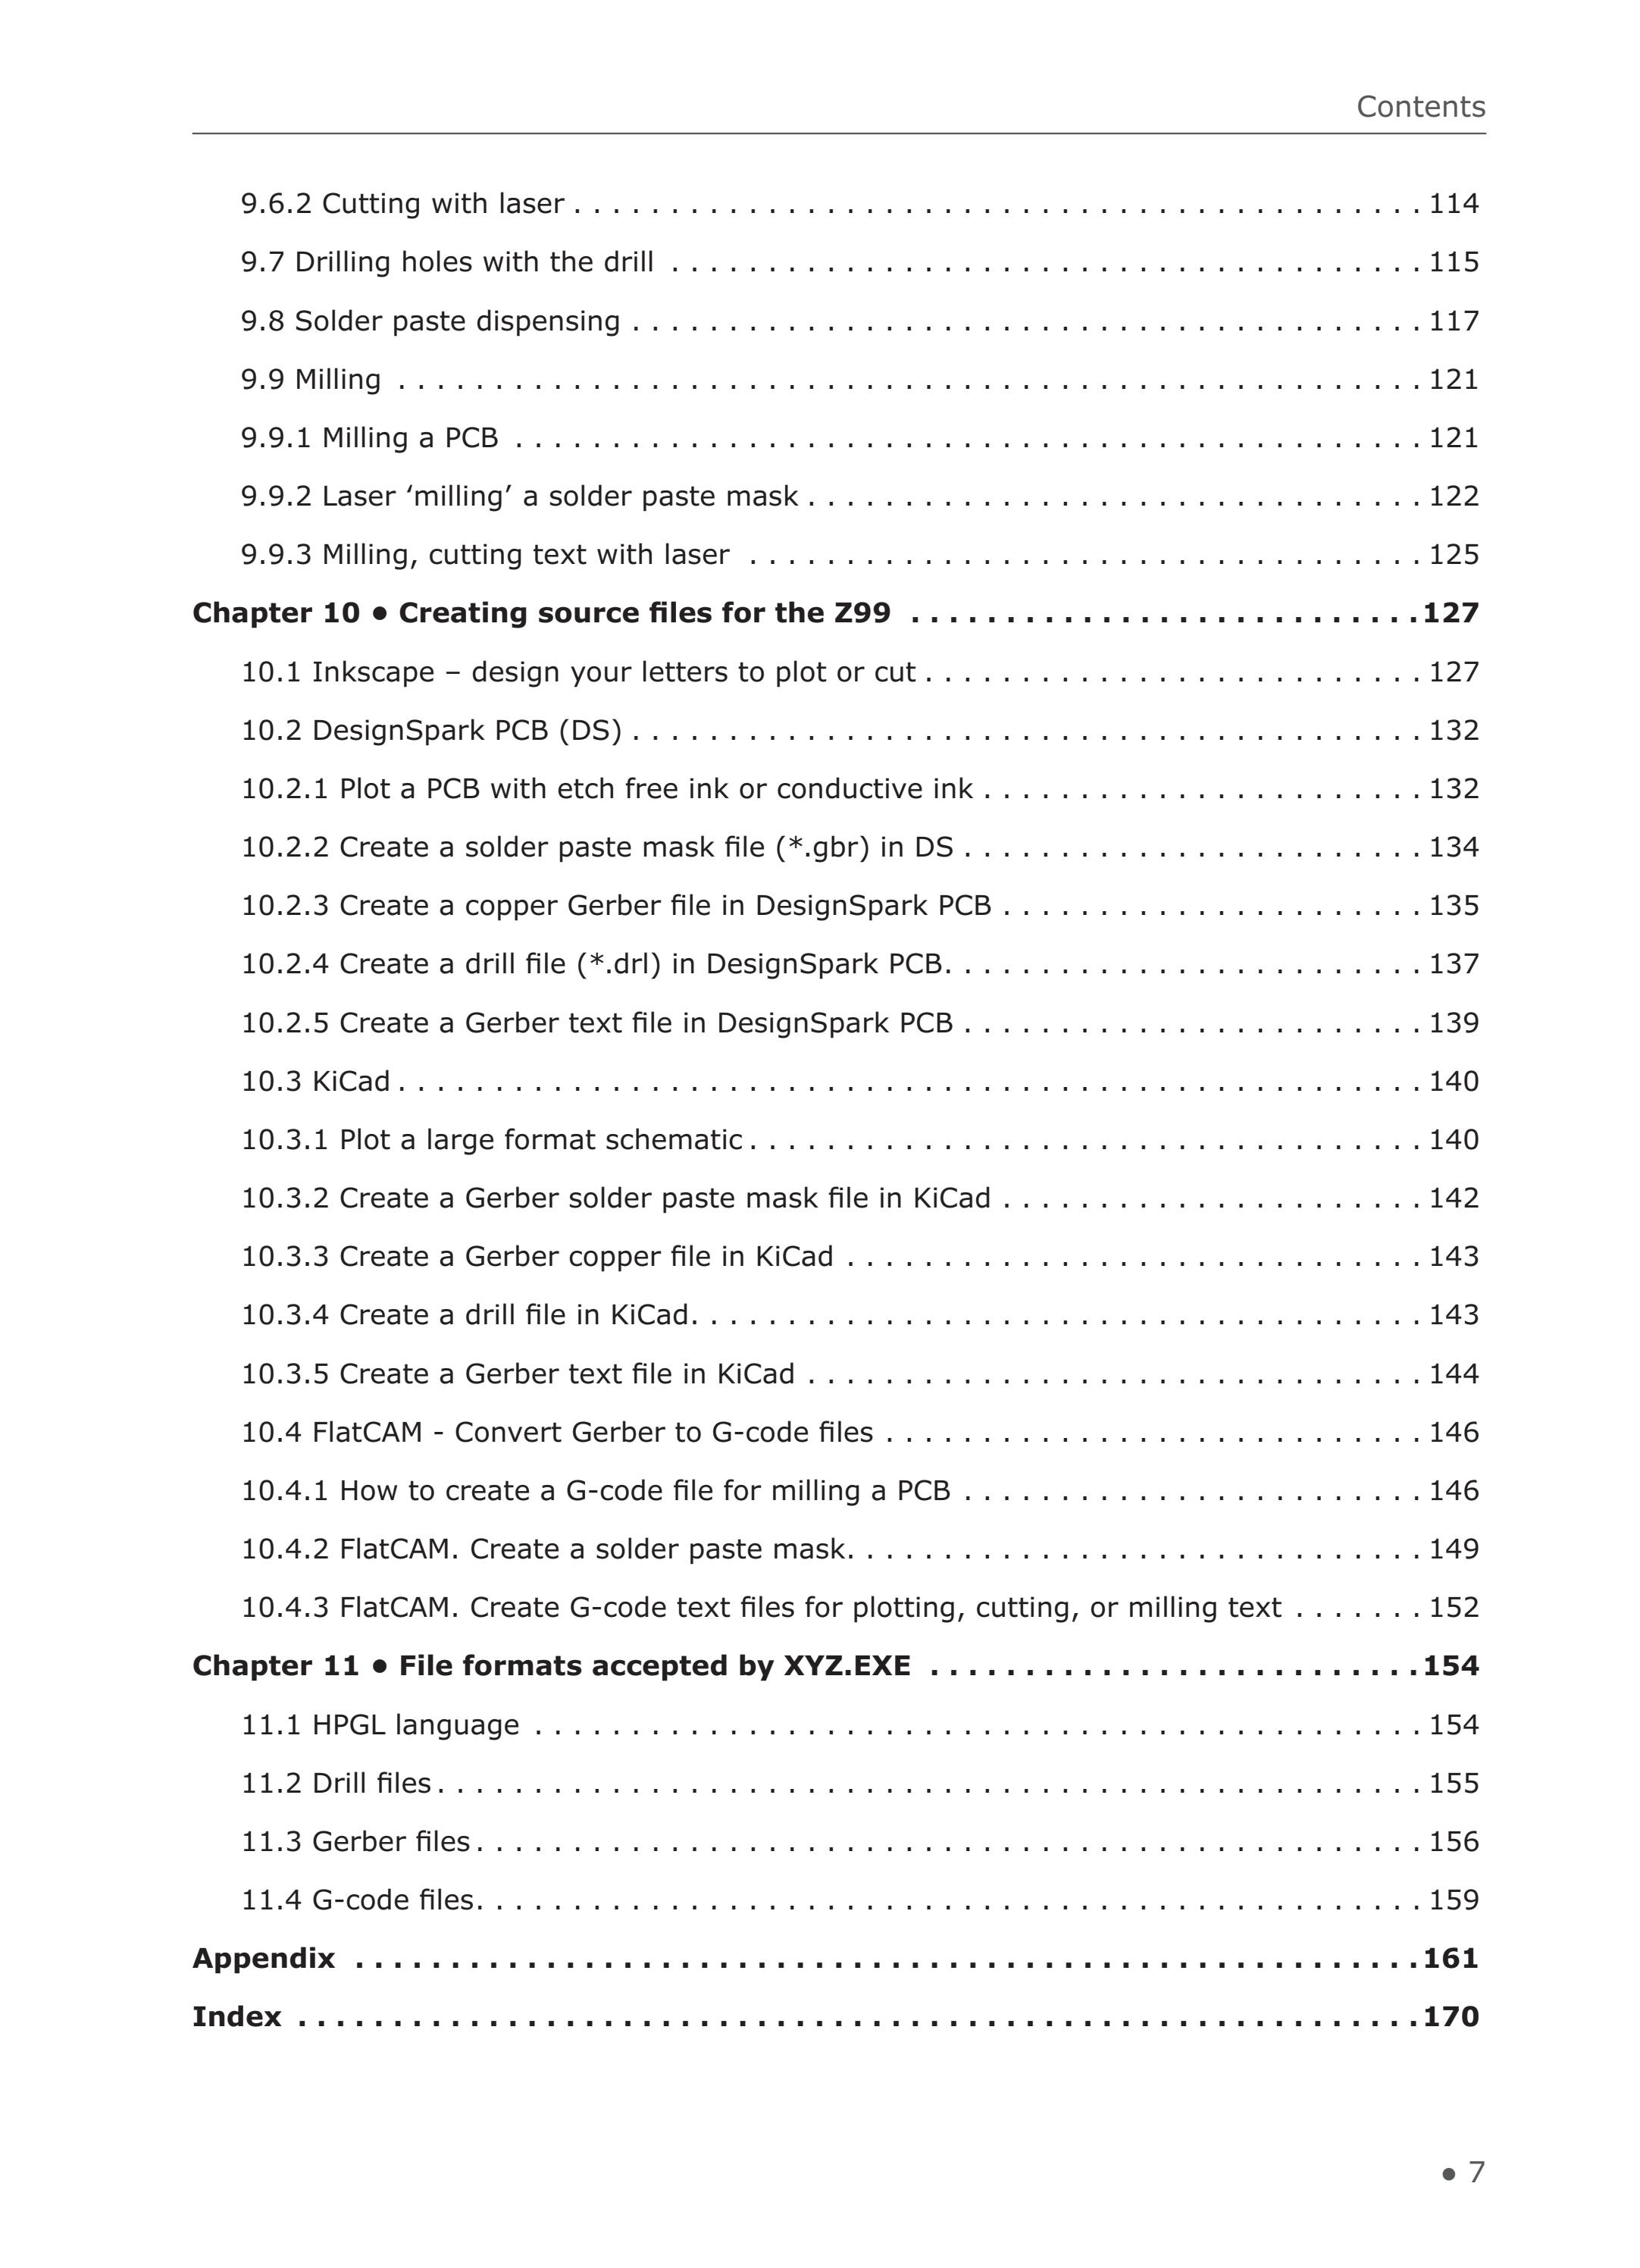 Contents
9.6.2 Cutting with laser . . . . . . . . . . . . . . . . . . . . . . . . . . . . . . . . . . . . . . . . . . . . 114
9.7 Drilling holes with the drill . . . . . . . . . . . . . . . . . . . . . . . . . . . . . . . . . . . . . . . 115
9.8 Solder paste dispensing . . . . . . . . . . . . . . . . . . . . . . . . . . . . . . . . . . . . . . . . . 117
9.9 Milling . . . . . . . . . . . . . . . . . . . . . . . . . . . . . . . . . . . . . . . . . . . . . . . . . . . . . 121
9.9.1 Milling a PCB . . . . . . . . . . . . . . . . . . . . . . . . . . . . . . . . . . . . . . . . . . . . . . . 121
9.9.2 Laser ‘milling’ a solder paste mask . . . . . . . . . . . . . . . . . . . . . . . . . . . . . . . . 122
9.9.3 Milling, cutting text with laser . . . . . . . . . . . . . . . . . . . . . . . . . . . . . . . . . . . 125
Chapter 10 • Creating source files for the Z99 . . . . . . . . . . . . . . . . . . . . . . . . . . . 127
10.1 Inkscape – design your letters to plot or cut . . . . . . . . . . . . . . . . . . . . . . . . . . 127
10.2 DesignSpark PCB (DS) . . . . . . . . . . . . . . . . . . . . . . . . . . . . . . . . . . . . . . . . . 132
10.2.1 Plot a PCB with etch free ink or conductive ink . . . . . . . . . . . . . . . . . . . . . . . 132
10.2.2 Create a solder paste mask file (*.gbr) in DS . . . . . . . . . . . . . . . . . . . . . . . . 134
10.2.3 Create a copper Gerber file in DesignSpark PCB . . . . . . . . . . . . . . . . . . . . . . 135
10.2.4 Create a drill file (*.drl) in DesignSpark PCB. . . . . . . . . . . . . . . . . . . . . . . . . 137
10.2.5 Create a Gerber text file in DesignSpark PCB . . . . . . . . . . . . . . . . . . . . . . . . 139
10.3 KiCad . . . . . . . . . . . . . . . . . . . . . . . . . . . . . . . . . . . . . . . . . . . . . . . . . . . . . 140
10.3.1 Plot a large format schematic . . . . . . . . . . . . . . . . . . . . . . . . . . . . . . . . . . . 140
10.3.2 Create a Gerber solder paste mask file in KiCad . . . . . . . . . . . . . . . . . . . . . . 142
10.3.3 Create a Gerber copper file in KiCad . . . . . . . . . . . . . . . . . . . . . . . . . . . . . . 143
10.3.4 Create a drill file in KiCad. . . . . . . . . . . . . . . . . . . . . . . . . . . . . . . . . . . . . . 143
10.3.5 Create a Gerber text file in KiCad . . . . . . . . . . . . . . . . . . . . . . . . . . . . . . . . 144
10.4 FlatCAM - Convert Gerber to G-code files . . . . . . . . . . . . . . . . . . . . . . . . . . . . 146
10.4.1 How to create a G-code file for milling a PCB . . . . . . . . . . . . . . . . . . . . . . . . 146
10.4.2 FlatCAM. Create a solder paste mask. . . . . . . . . . . . . . . . . . . . . . . . . . . . . . 149
10.4.3 FlatCAM. Create G-code text files for plotting, cutting, or milling text . . . . . . . 152
Chapter 11 • File formats accepted by XYZ.EXE . . . . . . . . . . . . . . . . . . . . . . . . . . 154
11.1 HPGL language . . . . . . . . . . . . . . . . . . . . . . . . . . . . . . . . . . . . . . . . . . . . . . 154
11.2 Drill files . . . . . . . . . . . . . . . . . . . . . . . . . . . . . . . . . . . . . . . . . . . . . . . . . . . 155
11.3 Gerber files . . . . . . . . . . . . . . . . . . . . . . . . . . . . . . . . . . . . . . . . . . . . . . . . . 156
11.4 G-code files. . . . . . . . . . . . . . . . . . . . . . . . . . . . . . . . . . . . . . . . . . . . . . . . . 159
Appendix . . . . . . . . . . . . . . . . . . . . . . . . . . . . . . . . . . . . . . . . . . . . . . . . . . . . . . . . 161
Index . . . . . . . . . . . . . . . . . . . . . . . . . . . . . . . . . . . . . . . . . . . . . . . . . . . . . . . . . . . 170
• 7